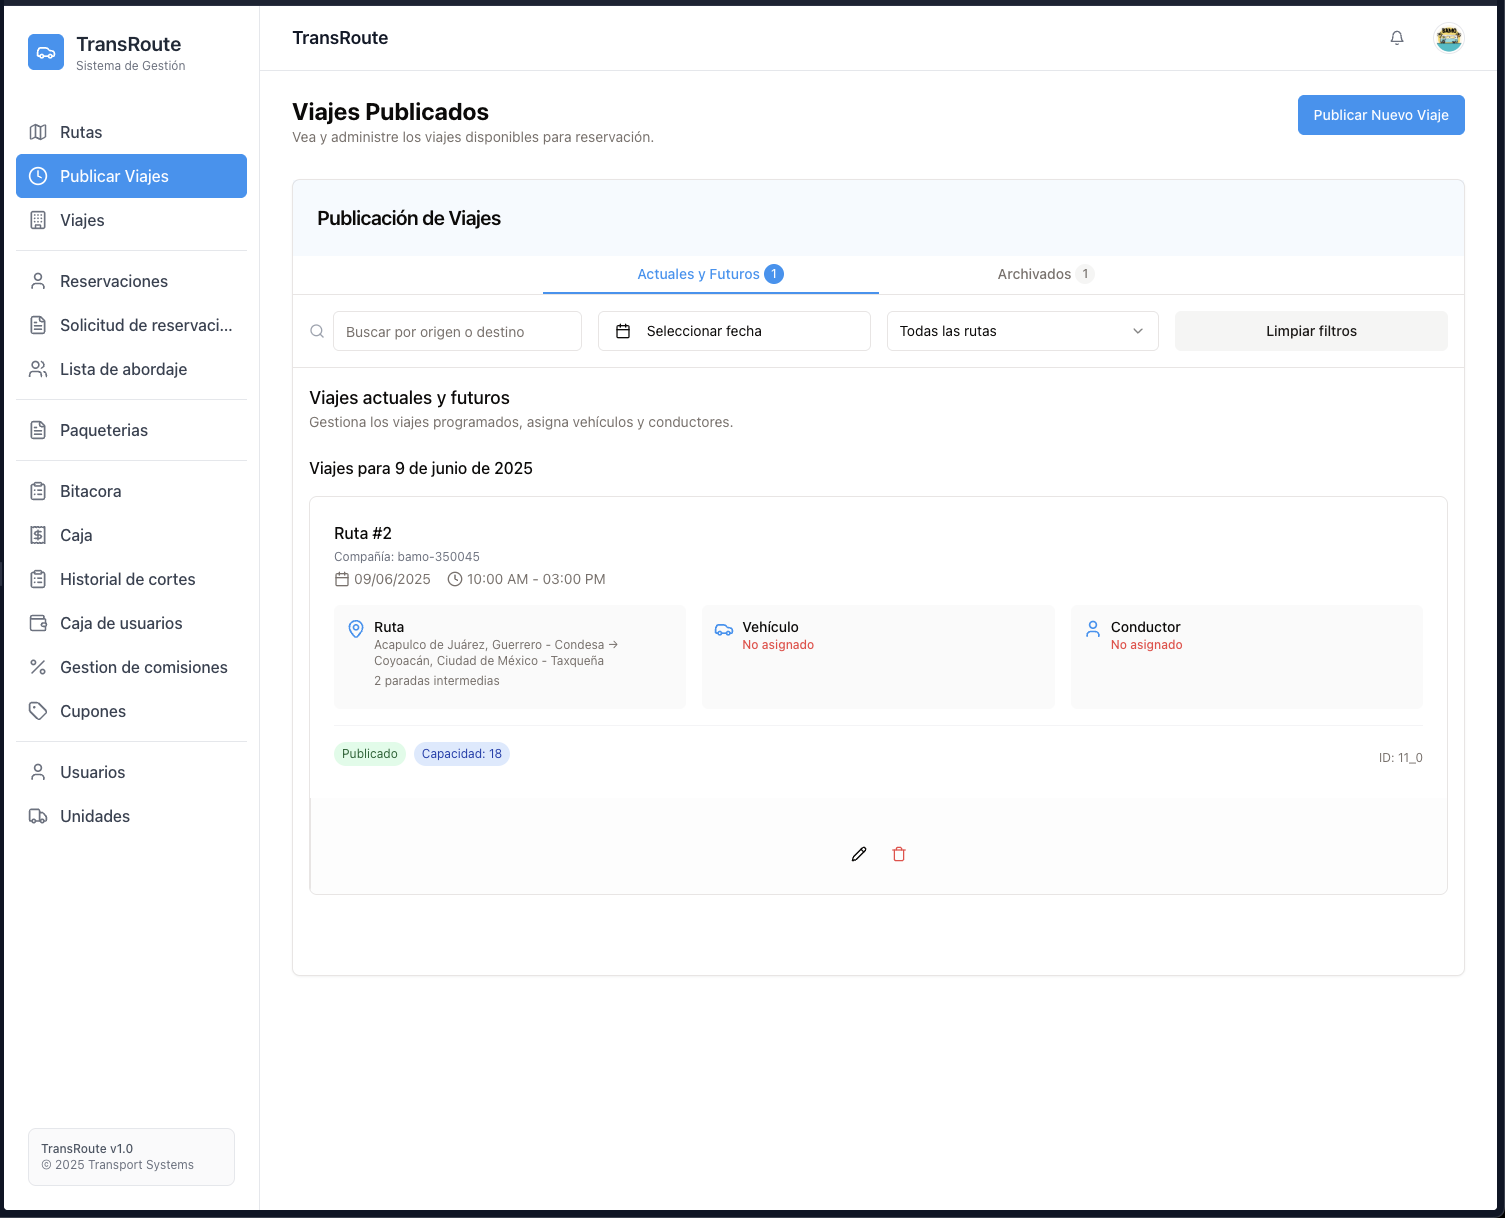 TransRoute
Sistema de Gestión
Rutas
Publicar Viajes
Viajes
Reservaciones
Solicitud de reservaci...
Lista de abordaje
Paqueterias
Bitacora
Caja
Historial de cortes
Caja de usuarios
Gestion de comisiones
Cupones
Usuarios
Unidades
TransRoute v1.0
© 2025 Transport Systems
TransRoute
BAMO
Viajes Publicados
Vea y administre los viajes disponibles para reservación.
Publicar Nuevo Viaje
Publicación de Viajes
Actuales y Futuros 1
Archivados 1
Buscar por origen o destino
Seleccionar fecha
Todas las rutas
Limpiar filtros
Viajes actuales y futuros
Gestiona los viajes programados, asigna vehículos y conductores.
Viajes para 9 de junio de 2025
Ruta #2
Compañía: bamo-350045
09/06/2025 10:00 AM - 03:00 PM
Ruta
Acapulco de Juárez, Guerrero - Condesa →
Coyoacán, Ciudad de México - Taxqueña
2 paradas intermedias
Vehículo
No asignado
Conductor
No asignado
Publicado
Capacidad: 18
ID: 11_0